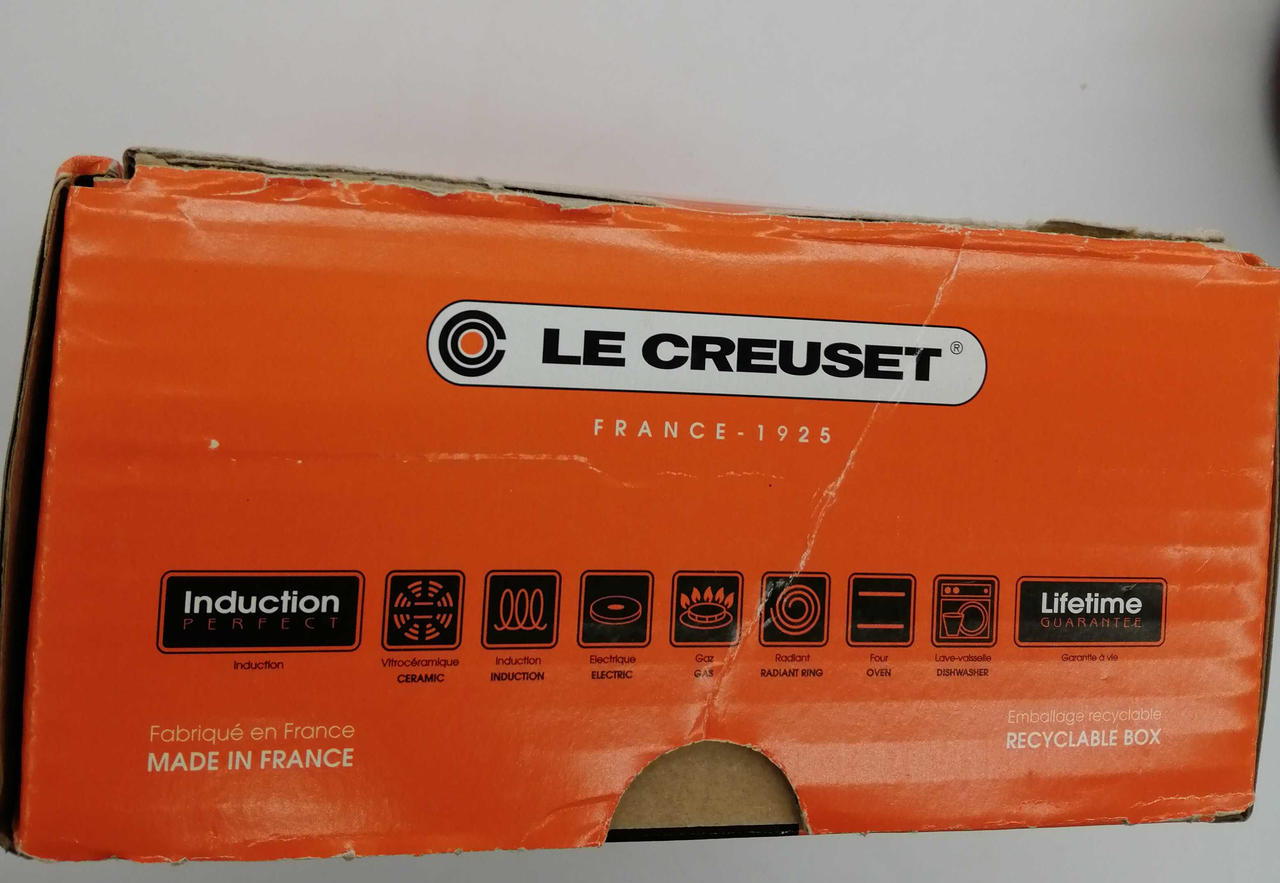 LE CREUSET®
FRANCE-1925
Induction
PERFECT
Induction
Vitrocéramique
CERAMIC
Induction
INDUCTION
Electrique
ELECTRIC
Gaz
GAS
Radiant
RADIANT RING
Four
OVEN
Lave-vaisselle
DISHWASHER
Lifetime
GUARANTEE
Garantie à vie
Fabriqué en France
MADE IN FRANCE
Emballage recyclable
RECYCLABLE BOX